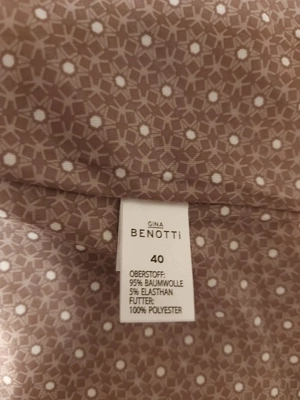 GINA
BENOTTI
40
OBERSTOFF:
95% BAUMWOLLE
5% ELASTHAN
FUTTER:
100% POLYESTER